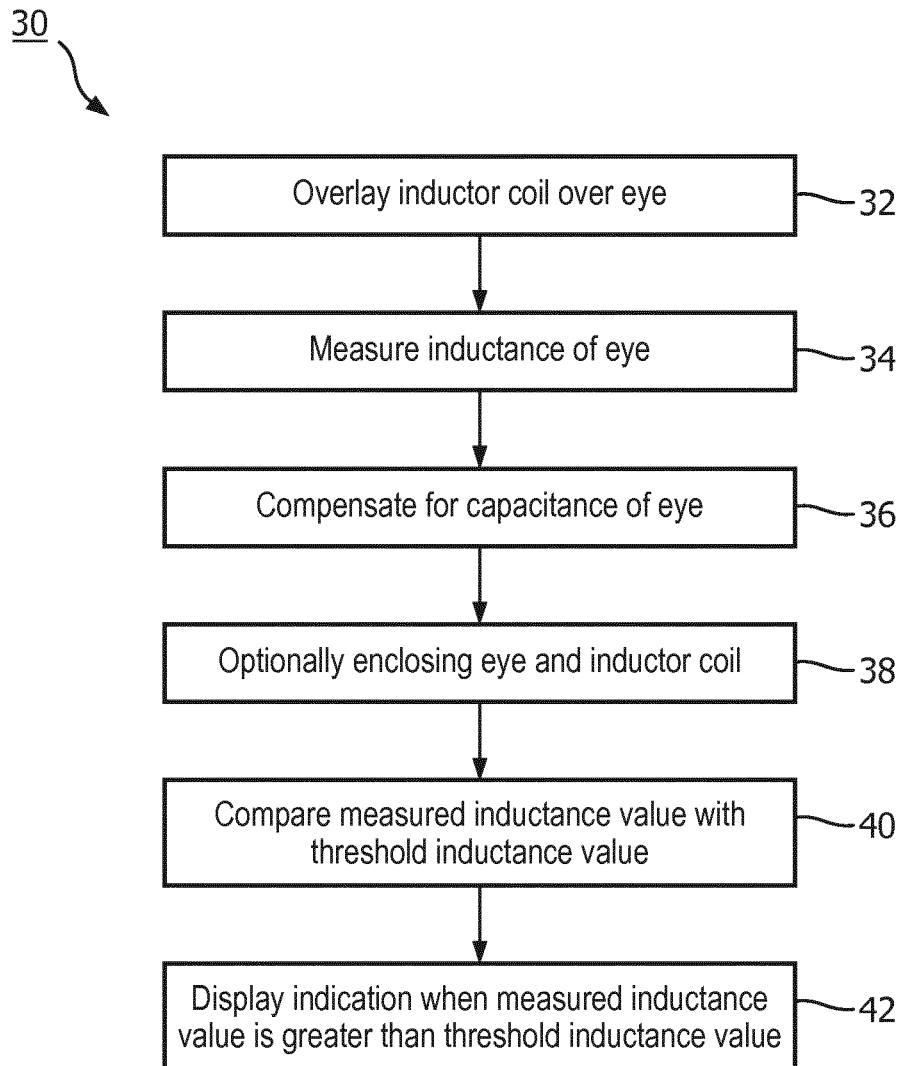 30
Overlay inductor coil over eye
32
Measure inductance of eye
34
Compensate for capacitance of eye
36
Optionally enclosing eye and inductor coil
38
Compare measured inductance value with
threshold inductance value
40
Display indication when measured inductance
value is greater than threshold inductance value
42